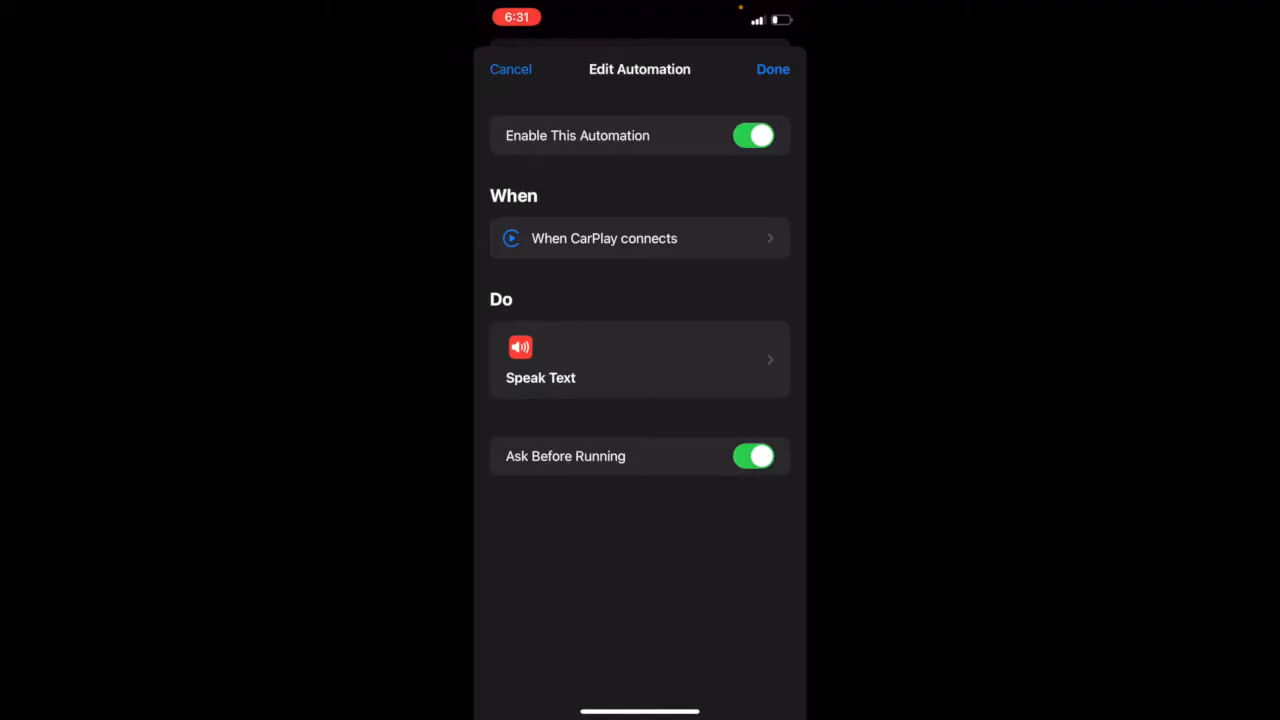 6:31
Cancel Edit Automation Done
Enable This Automation
When
When CarPlay connects
Do
Speak Text
Ask Before Running